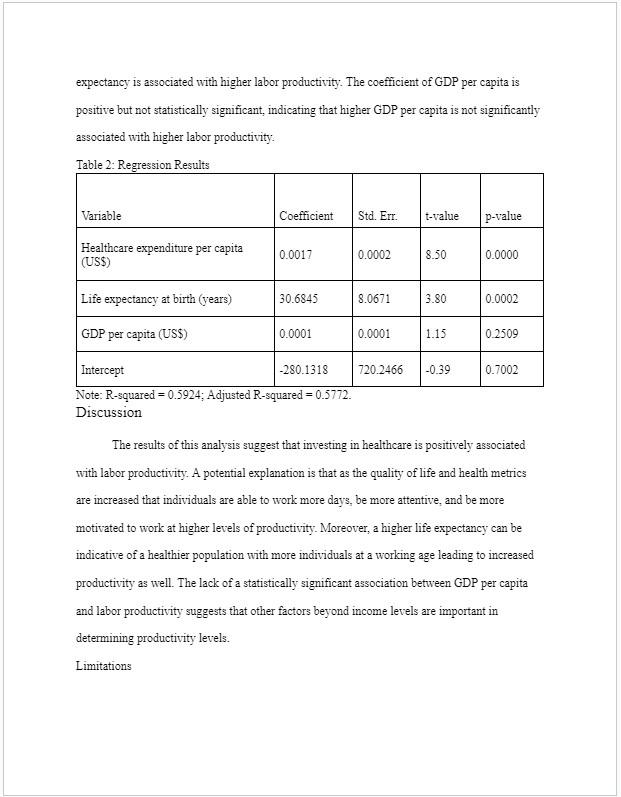 expectancy is associated with higher labor productivity. The coefficient of GDP per capita is
positive but not statistically significant, indicating that higher GDP per capita is not significantly
associated with higher labor productivity.
Table 2: Regression Results
Variable Coefficient Std. Err. t-value p-value
Healthcare expenditure per capita
(US$) 0.0017 0.0002 8.50 0.0000
Life expectancy at birth (years) 30.6845 8.0671 3.80 0.0002
GDP per capita (US$) 0.0001 0.0001 1.15 0.2509
Intercept -280.1318 720.2466 -0.39 0.7002
Note: R-squared = 0.5924; Adjusted R-squared = 0.5772.
Discussion
The results of this analysis suggest that investing in healthcare is positively associated
with labor productivity. A potential explanation is that as the quality of life and health metrics
are increased that individuals are able to work more days, be more attentive, and be more
motivated to work at higher levels of productivity. Moreover, a higher life expectancy can be
indicative of a healthier population with more individuals at a working age leading to increased
productivity as well. The lack of a statistically significant association between GDP per capita
and labor productivity suggests that other factors beyond income levels are important in
determining productivity levels.
Limitations